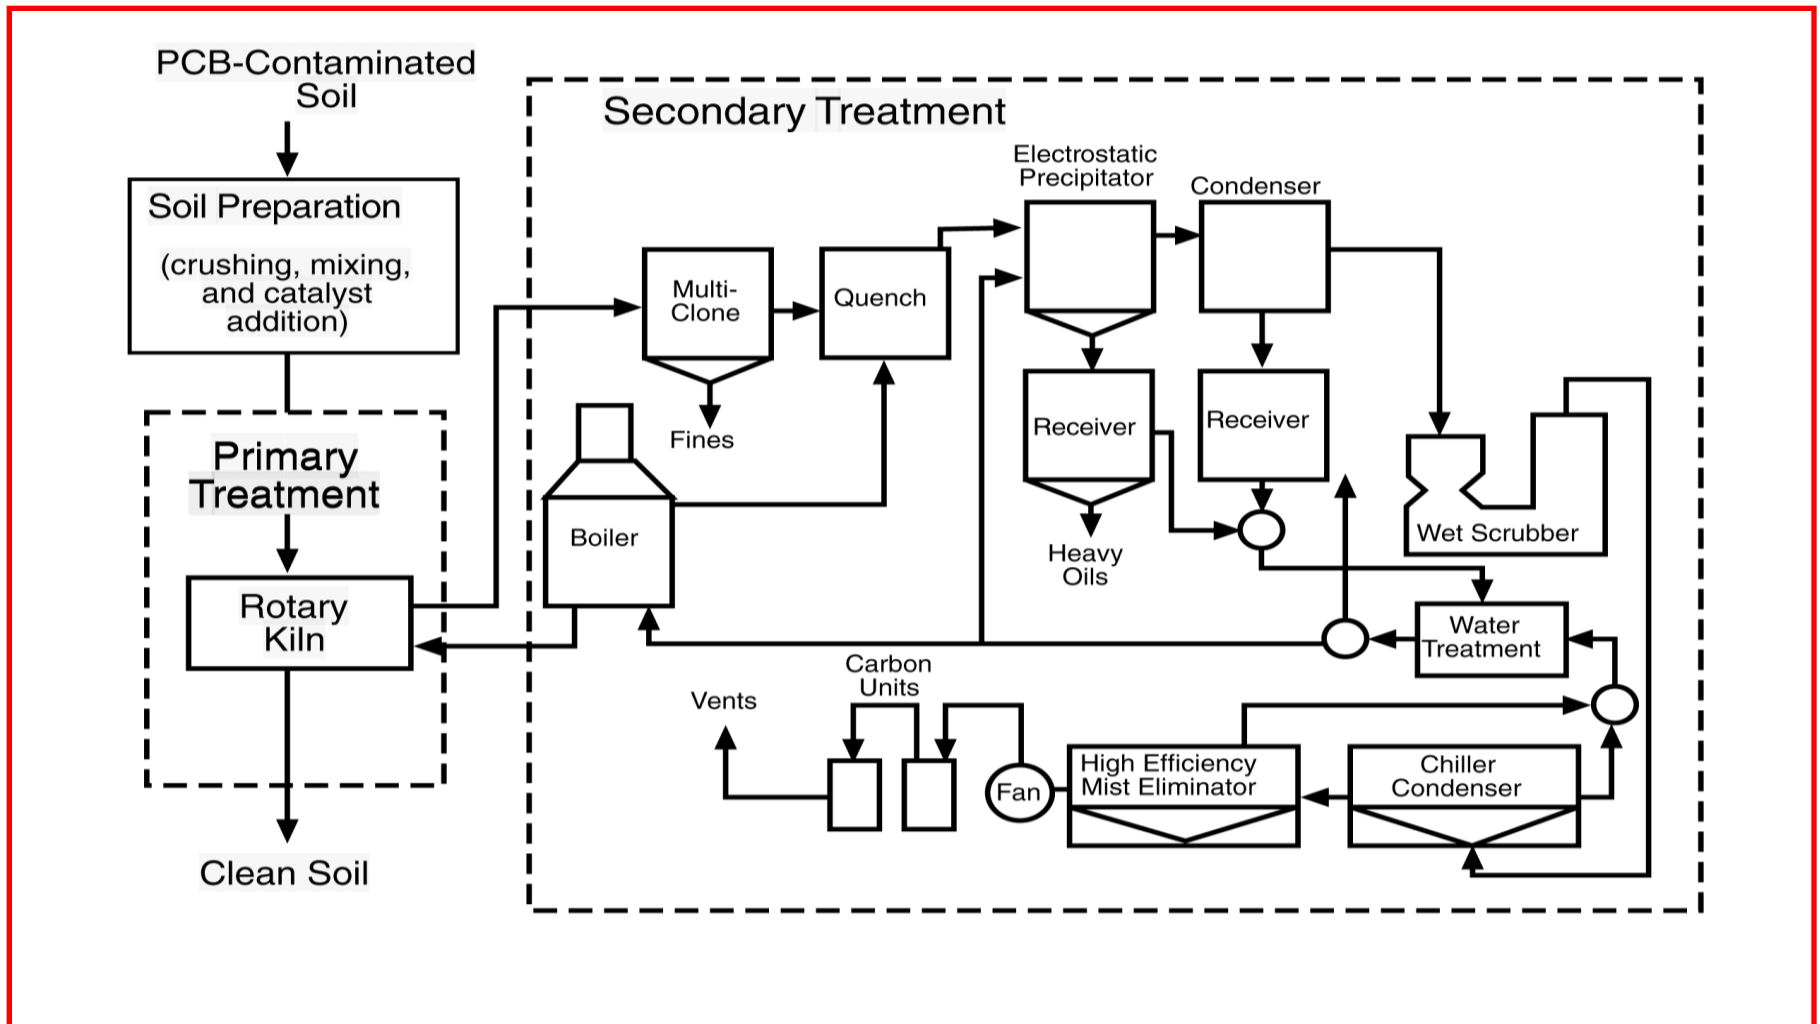 PCB-Contaminated
Soil
Soil Preparation
(crushing, mixing,
and catalyst
addition)
Primary
Treatment
Rotary
Kiln
Clean Soil
Secondary Treatment
Electrostatic
Precipitator
Condenser
Multi-
Clone
Quench
Fines
Receiver
Receiver
Boiler
Heavy
Oils
Wet Scrubber
Water
Treatment
Carbon
Units
Vents
Fan
High Efficiency
Mist Eliminator
Chiller
Condenser